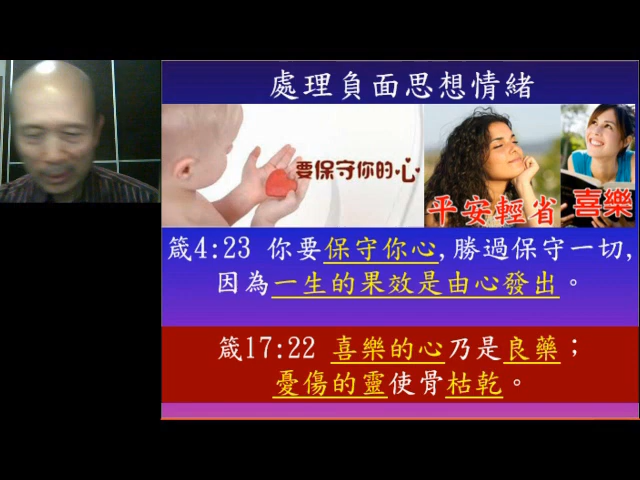 處理負面思想情緒
要保守你的心
平安輕省
喜樂
箴4:23 你要保守你心,勝過保守一切,
因為一生的果效是由心發出。
箴17:22 喜樂的心乃是良藥；
憂傷的靈使骨枯乾。